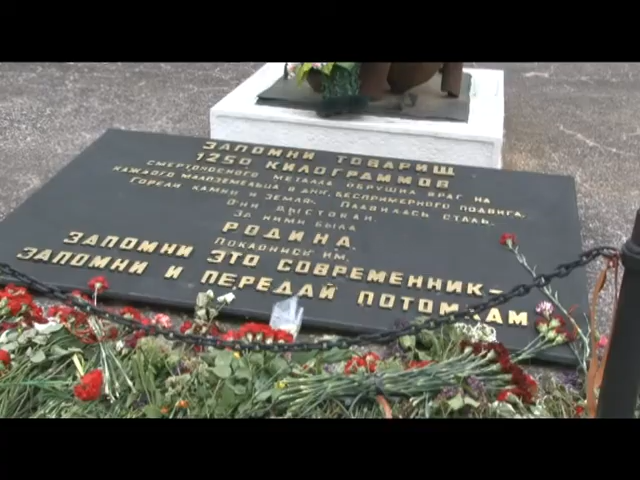 ЗАПОМНИ ТОВАРИЩ
1250 КИЛОГРАММОВ
СМЕРТОНОСНОГО МЕТАЛЛА ОБРУШИЛ ВРАГ НА
КАЖДОГО МАЛОЗЕМЕЛЬЦА В ДНИ БЕСПРИМЕРНОГО ПОДВИГА.
ГОРЕЛИ КАМНИ И ЗЕМЛЯ. ПЛАВИЛАСЬ СТАЛЬ.
ОНИ ВЫСТОЯЛИ.
ЗА НИМИ БЫЛА
РОДИНА.
ПОКЛОНИСЬ ИМ.
ЗАПОМНИ ЭТО СОВРЕМЕННИК-
ЗАПОМНИ И ПЕРЕДАЙ ПОТОМКАМ